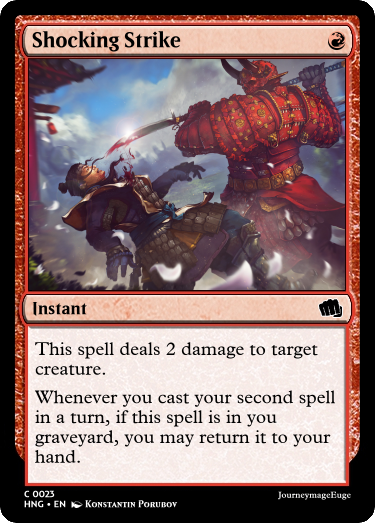 Shocking Strike
Instant
This spell deals 2 damage to target
creature.
Whenever you cast your second spell
in a turn, if this spell is in you
graveyard, you may return it to your
hand.
C 0023
HNG • EN Konstantin Porubov
JourneymageEuge